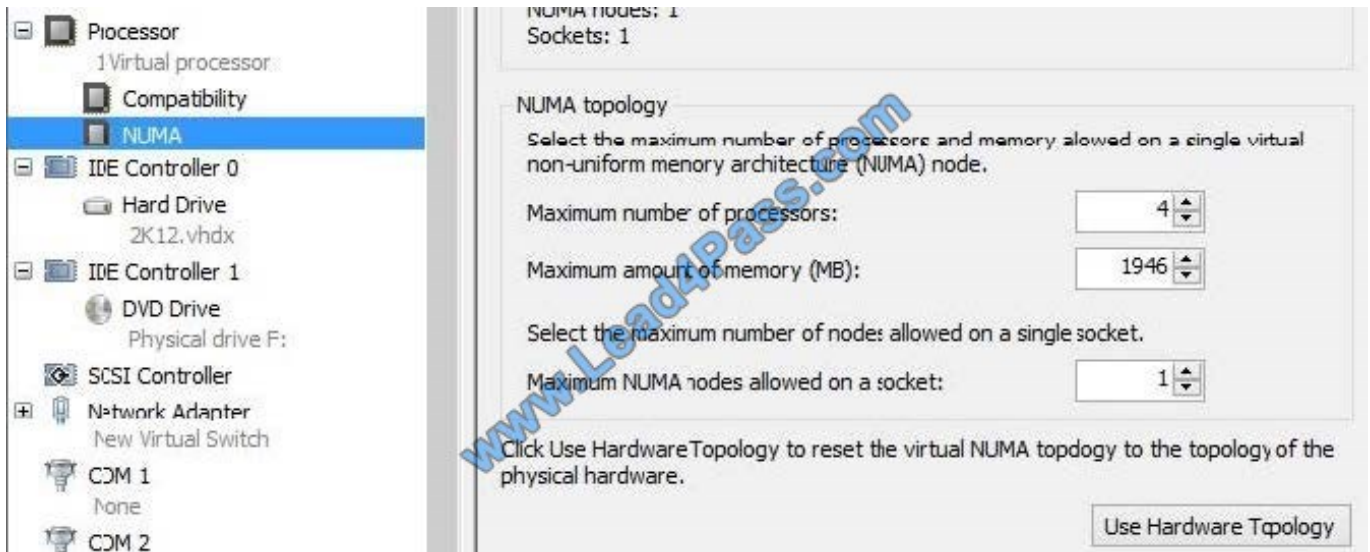 Processor
1 Virtual processor
Compatibility
NUMA
IDE Controller 0
Hard Drive
2K12.vhdx
IDE Controller 1
DVD Drive
Physical drive F:
SCSI Controller
Network Adapter
New Virtual Switch
COM 1
None
COM 2
NUMA nodes: 1
Sockets: 1
NUMA topology
Select the maximum number of processors and memory alowed on a single virtual
non-uniform memory architecture (NUMA) node.
Maximum number of processors:
4
Maximum amount of memory (MB):
1946
Select the maximum number of nodes allowed on a single socket.
Maximum NUMA nodes allowed on a socket:
1
Click Use Hardware Topology to reset the virtual NUMA topology to the topology of the
physical hardware.
Use Hardware Topology
www.Lead4Pass.com